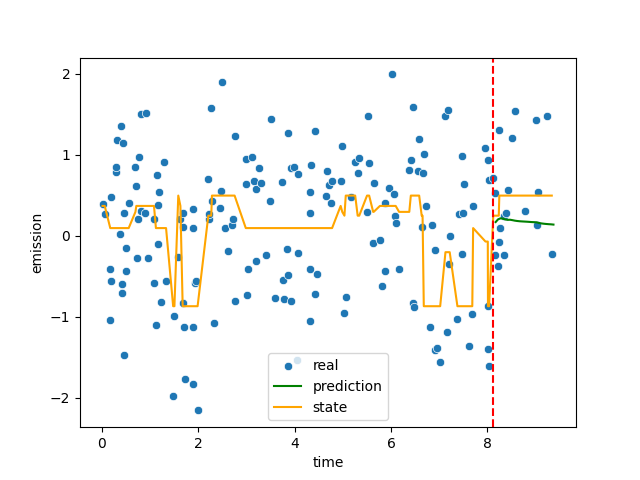 2
1
0
−1
−2
emission
real
prediction
state
0 2 4 6 8
time